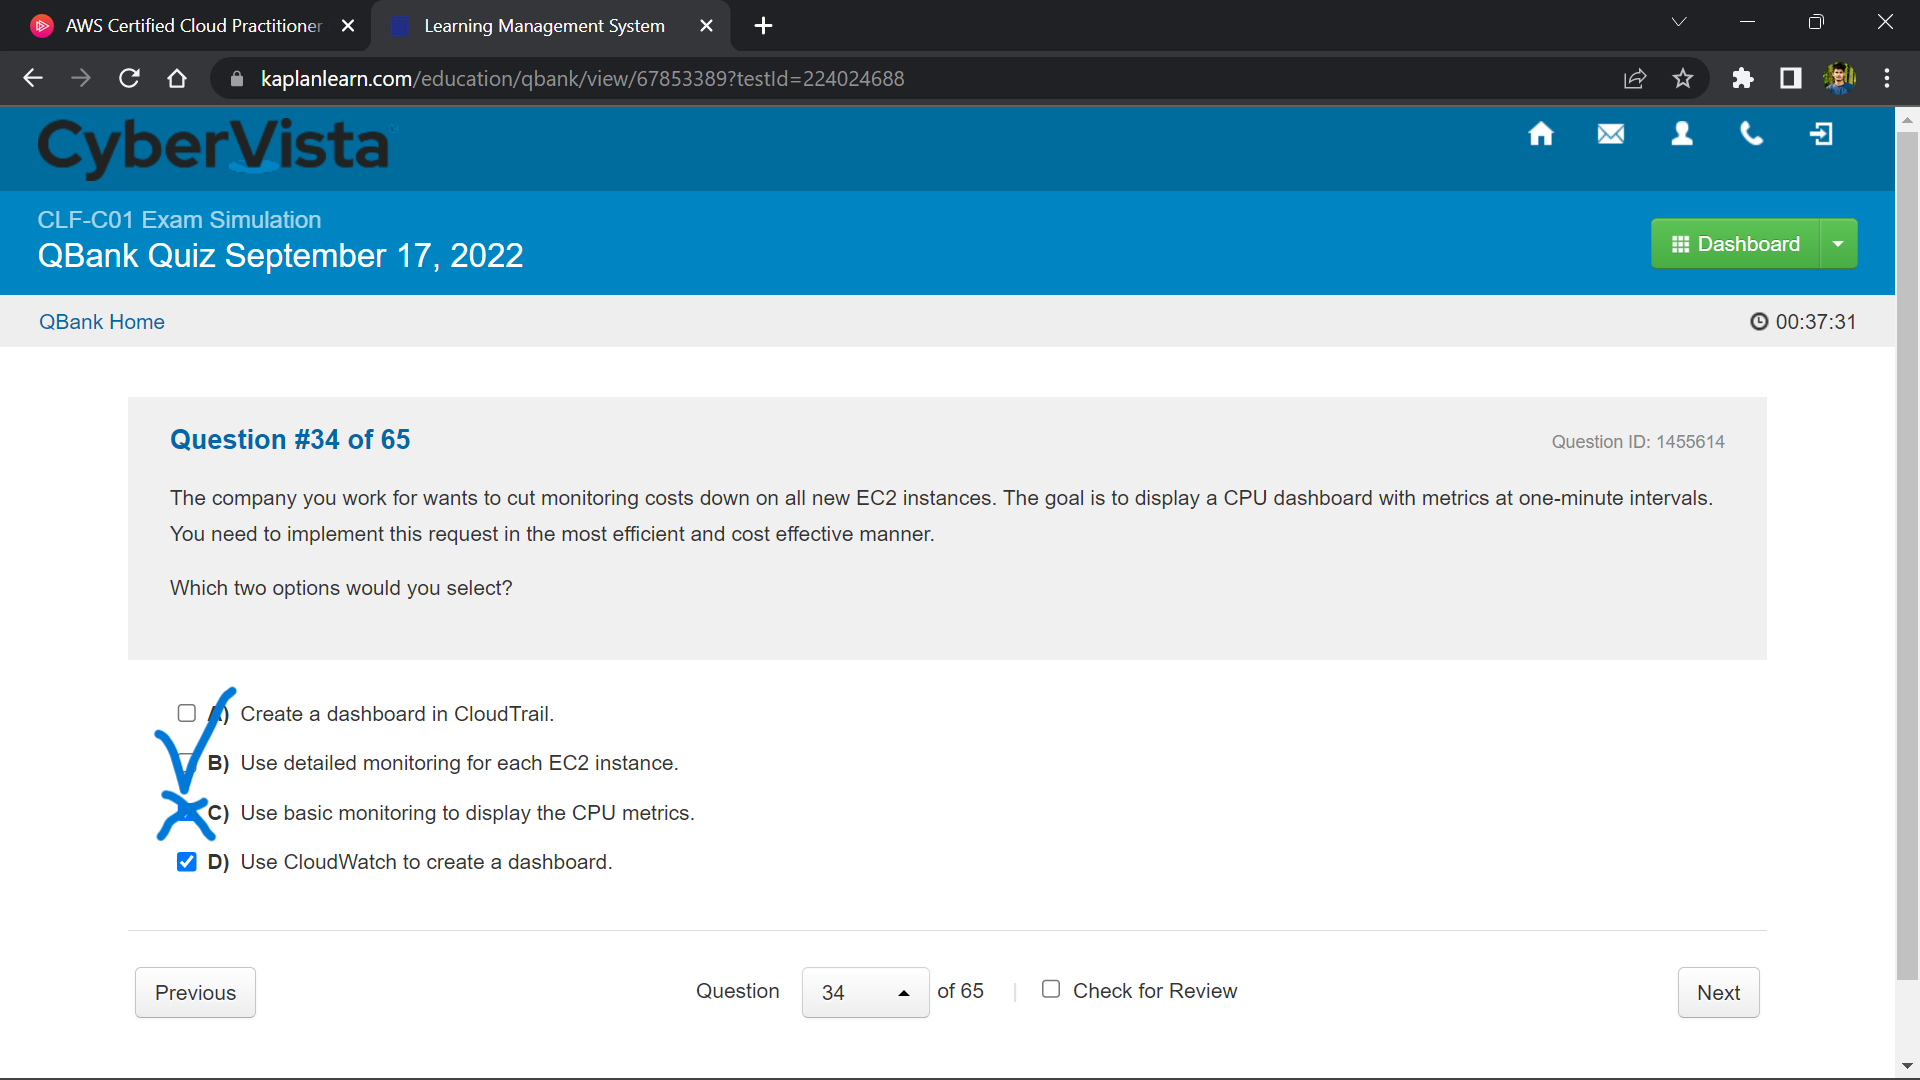 AWS Certified Cloud Practitioner
Learning Management System
kaplanlearn.com/education/qbank/view/67853389?testId=224024688
CyberVista
CLF-C01 Exam Simulation
QBank Quiz September 17, 2022
Dashboard
QBank Home
00:37:31
Question #34 of 65
Question ID: 1455614
The company you work for wants to cut monitoring costs down on all new EC2 instances. The goal is to display a CPU dashboard with metrics at one-minute intervals.
You need to implement this request in the most efficient and cost effective manner.
Which two options would you select?
A) Create a dashboard in CloudTrail.
B) Use detailed monitoring for each EC2 instance.
C) Use basic monitoring to display the CPU metrics.
D) Use CloudWatch to create a dashboard.
Previous
Question 34 of 65 | Check for Review
Next